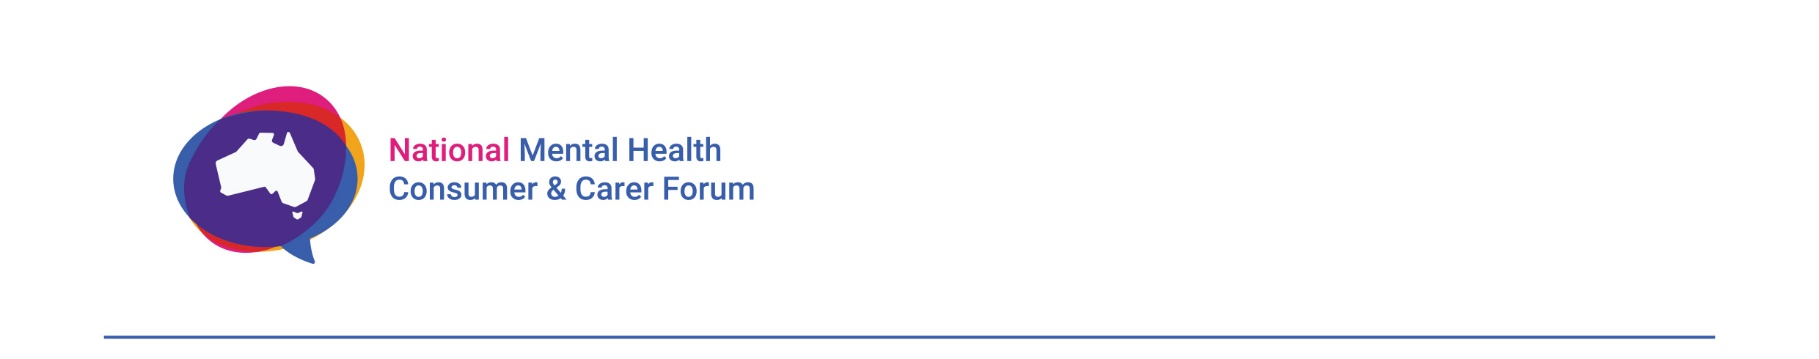 National Mental Health
Consumer & Carer Forum